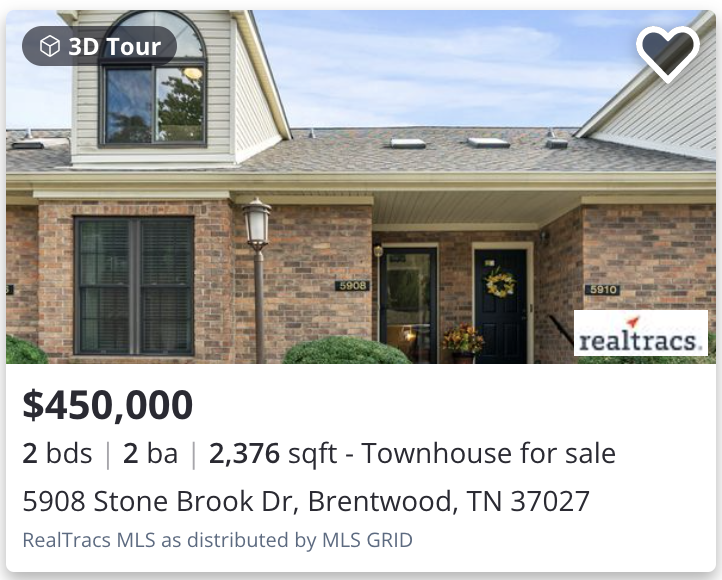 3D Tour
5908
5910
realtracs.
$450,000
2 bds | 2 ba | 2,376 sqft - Townhouse for sale
5908 Stone Brook Dr, Brentwood, TN 37027
RealTracs MLS as distributed by MLS GRID